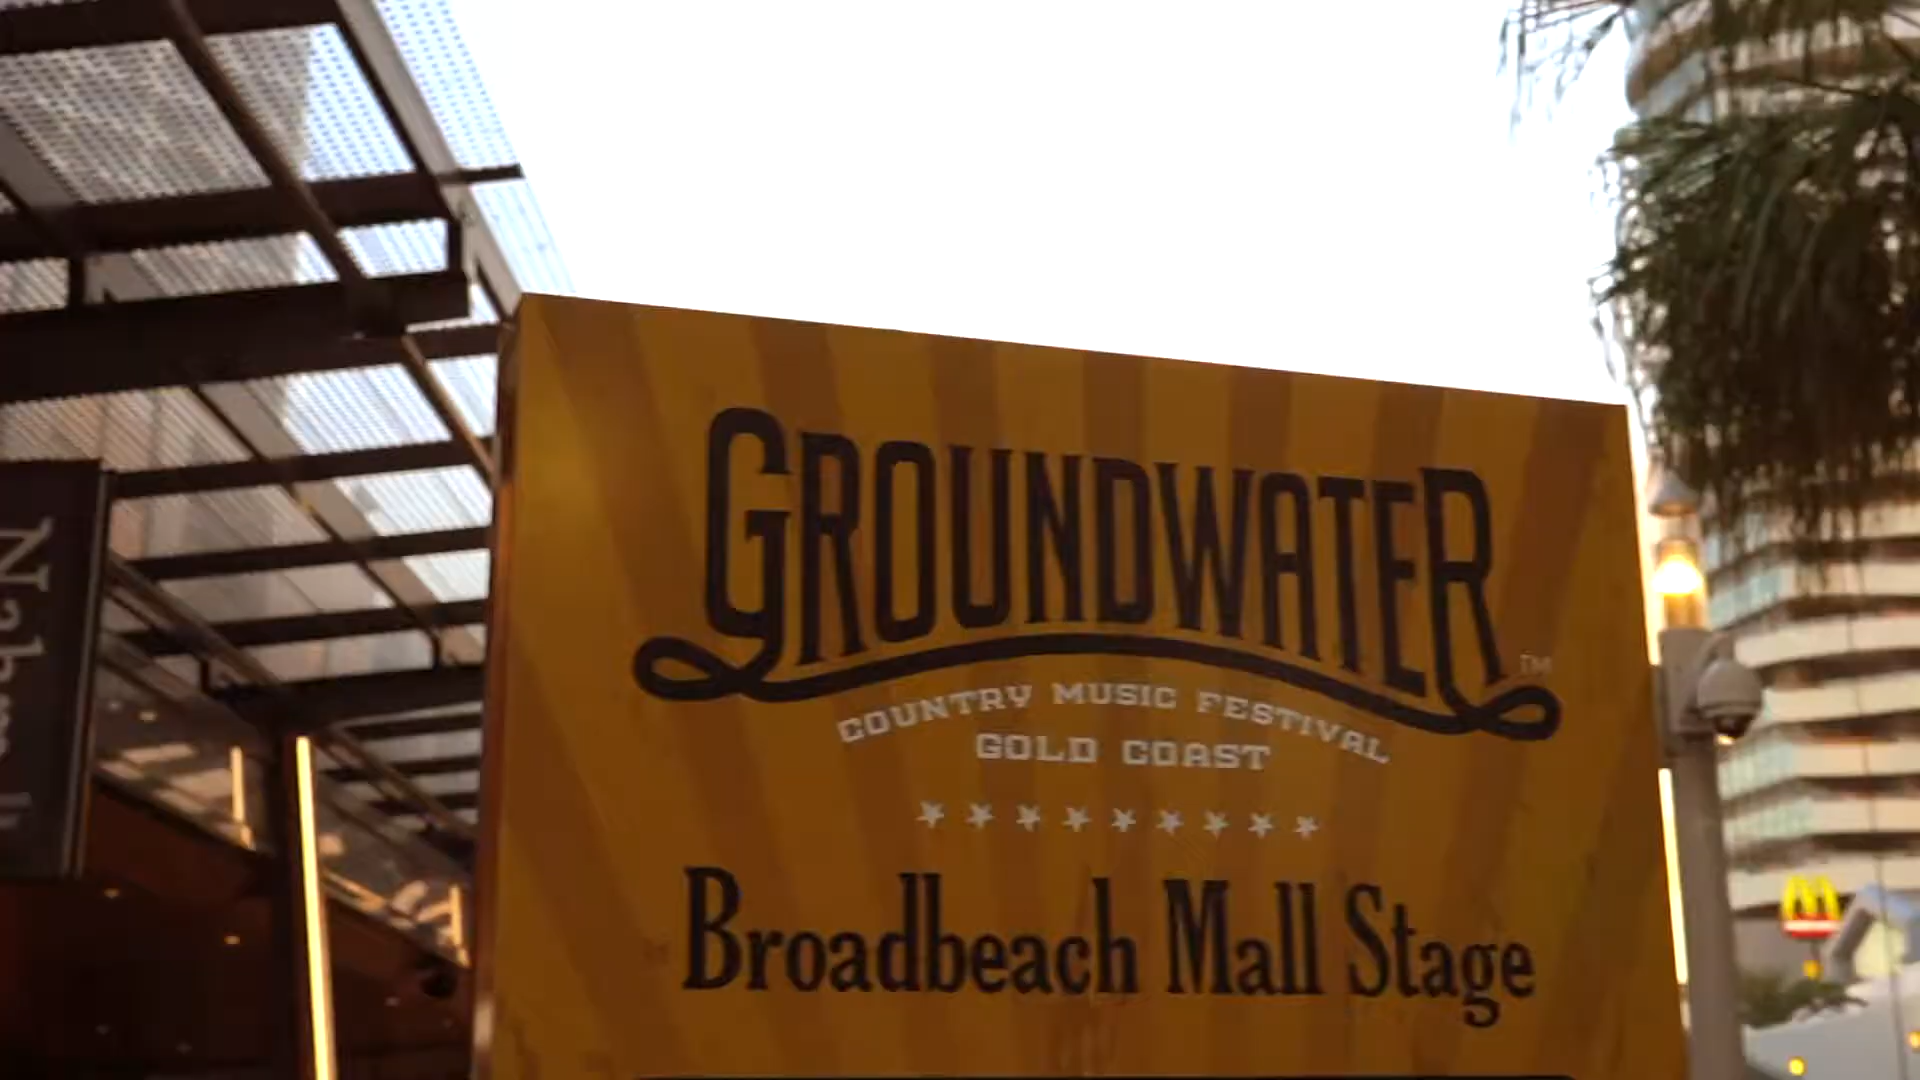 GROUNDWATER
TM
COUNTRY MUSIC FESTIVAL
GOLD COAST
Broadbeach Mall Stage